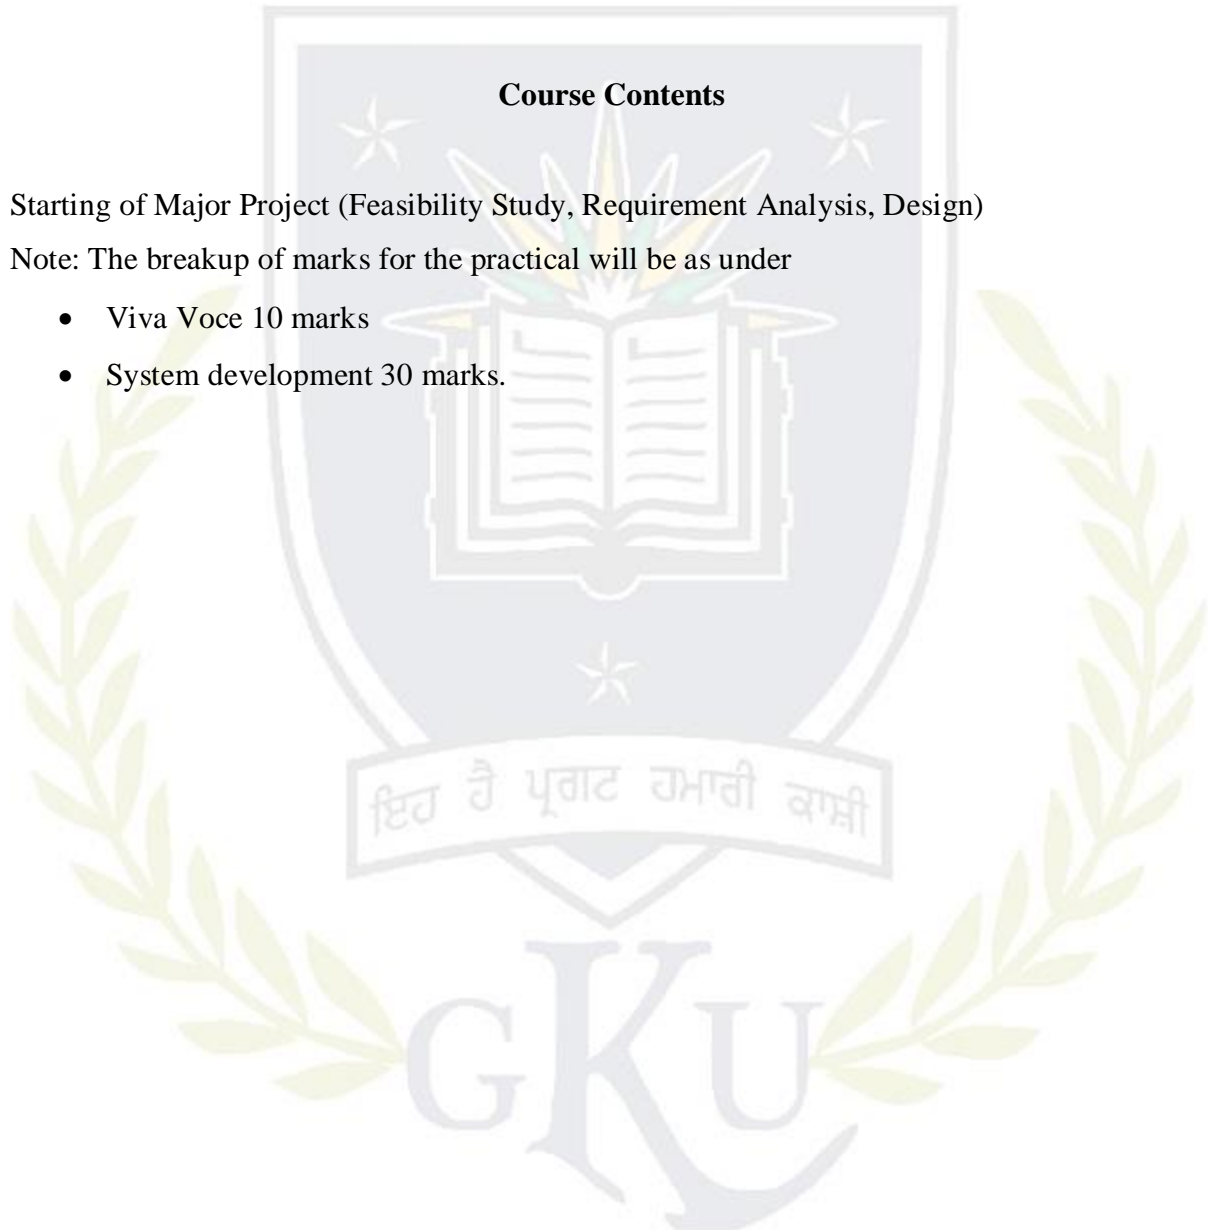 Course Contents
Starting of Major Project (Feasibility Study, Requirement Analysis, Design)
Note: The breakup of marks for the practical will be as under
• Viva Voce 10 marks
• System development 30 marks.
ਇਹ ਹੈ ਪ੍ਰਗਟ ਹਮਾਰੀ ਕਾਸ਼ੀ
GKU